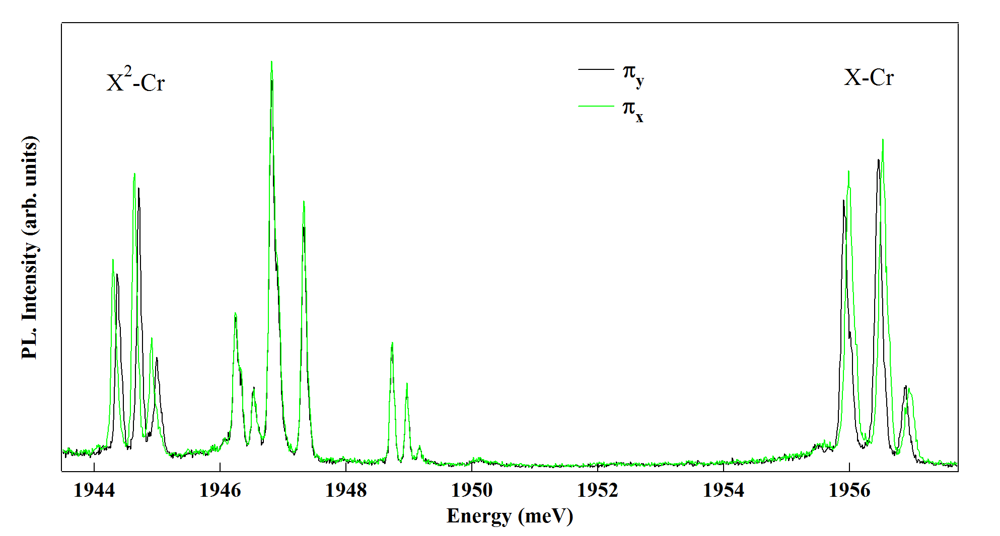 X²-Cr
π_y
π_x
X-Cr
PL. Intensity (arb. units)
1944 1946 1948 1950 1952 1954 1956
Energy (meV)